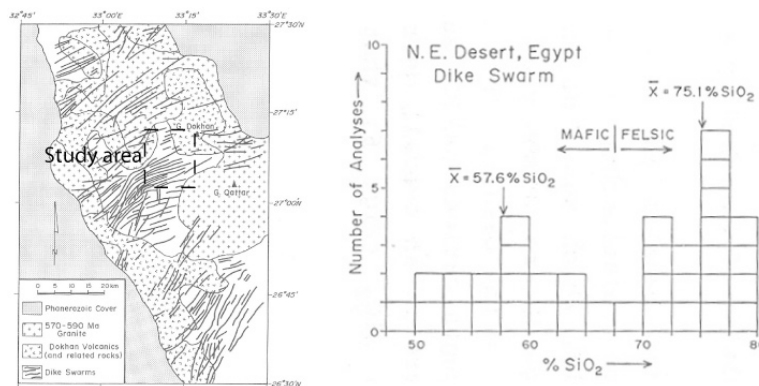 32°45'
33°00'
33°15'
33°30'
27°30'N
27°15'
27°00'
26°45'
26°30'N
Dokhan
Study area
G. Qattar
N
0 5 10 15 20 km
Phanerozoic Cover
570-590 Ma
Granite
Dokhan Volcanics
(and related rocks)
Dike Swarms
N.E. Desert, Egypt
Dike Swarm
X̄ = 75.1% SiO₂
MAFIC FELSIC
X̄ = 57.6% SiO₂
Number of Analyses
10
5
0
50 60 70 80
% SiO₂